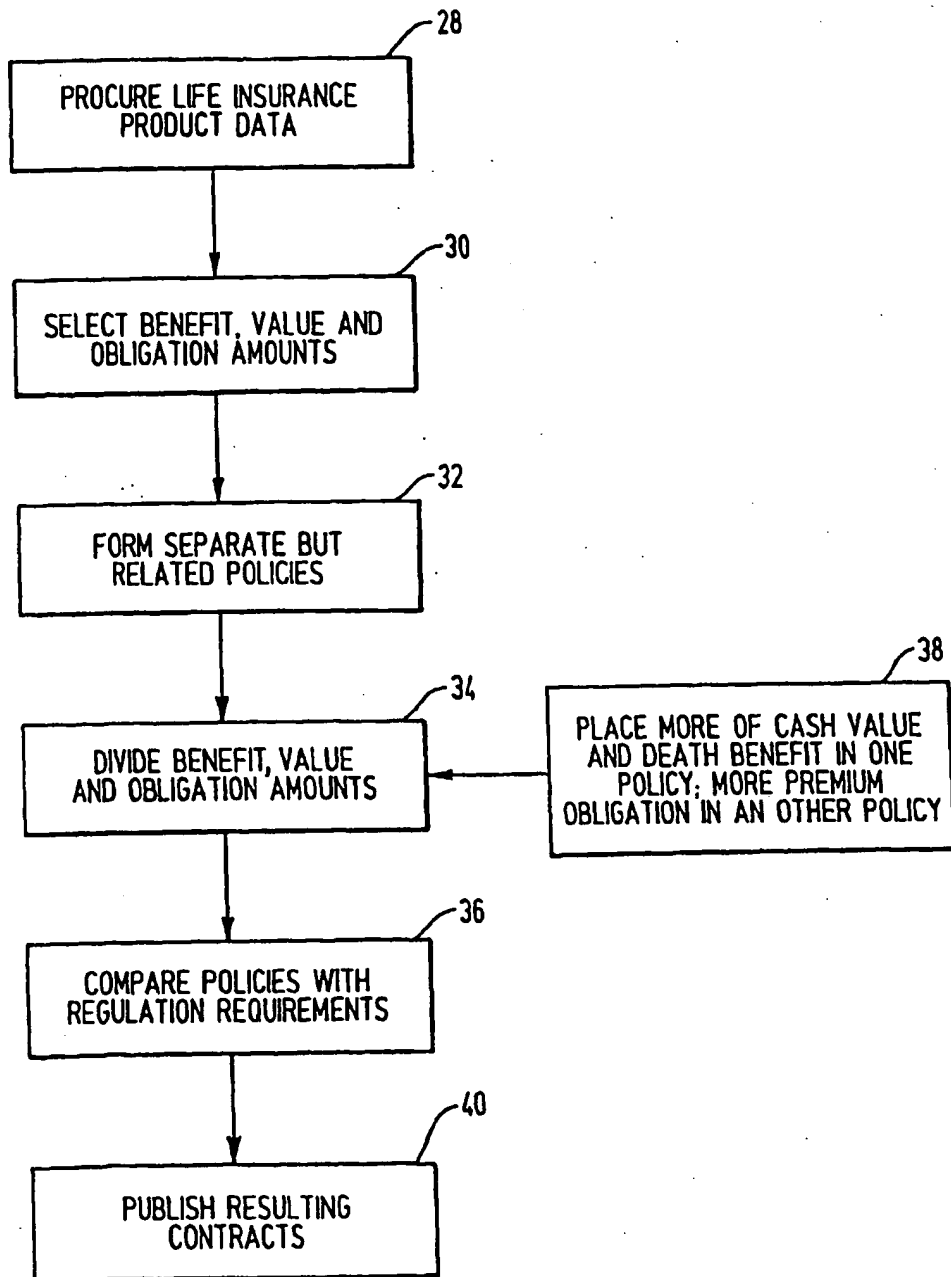 28
PROCURE LIFE INSURANCE
PRODUCT DATA
30
SELECT BENEFIT, VALUE AND
OBLIGATION AMOUNTS
32
FORM SEPARATE BUT
RELATED POLICIES
34
DIVIDE BENEFIT, VALUE
AND OBLIGATION AMOUNTS
38
PLACE MORE OF CASH VALUE
AND DEATH BENEFIT IN ONE
POLICY; MORE PREMIUM
OBLIGATION IN AN OTHER POLICY
36
COMPARE POLICIES WITH
REGULATION REQUIREMENTS
40
PUBLISH RESULTING
CONTRACTS